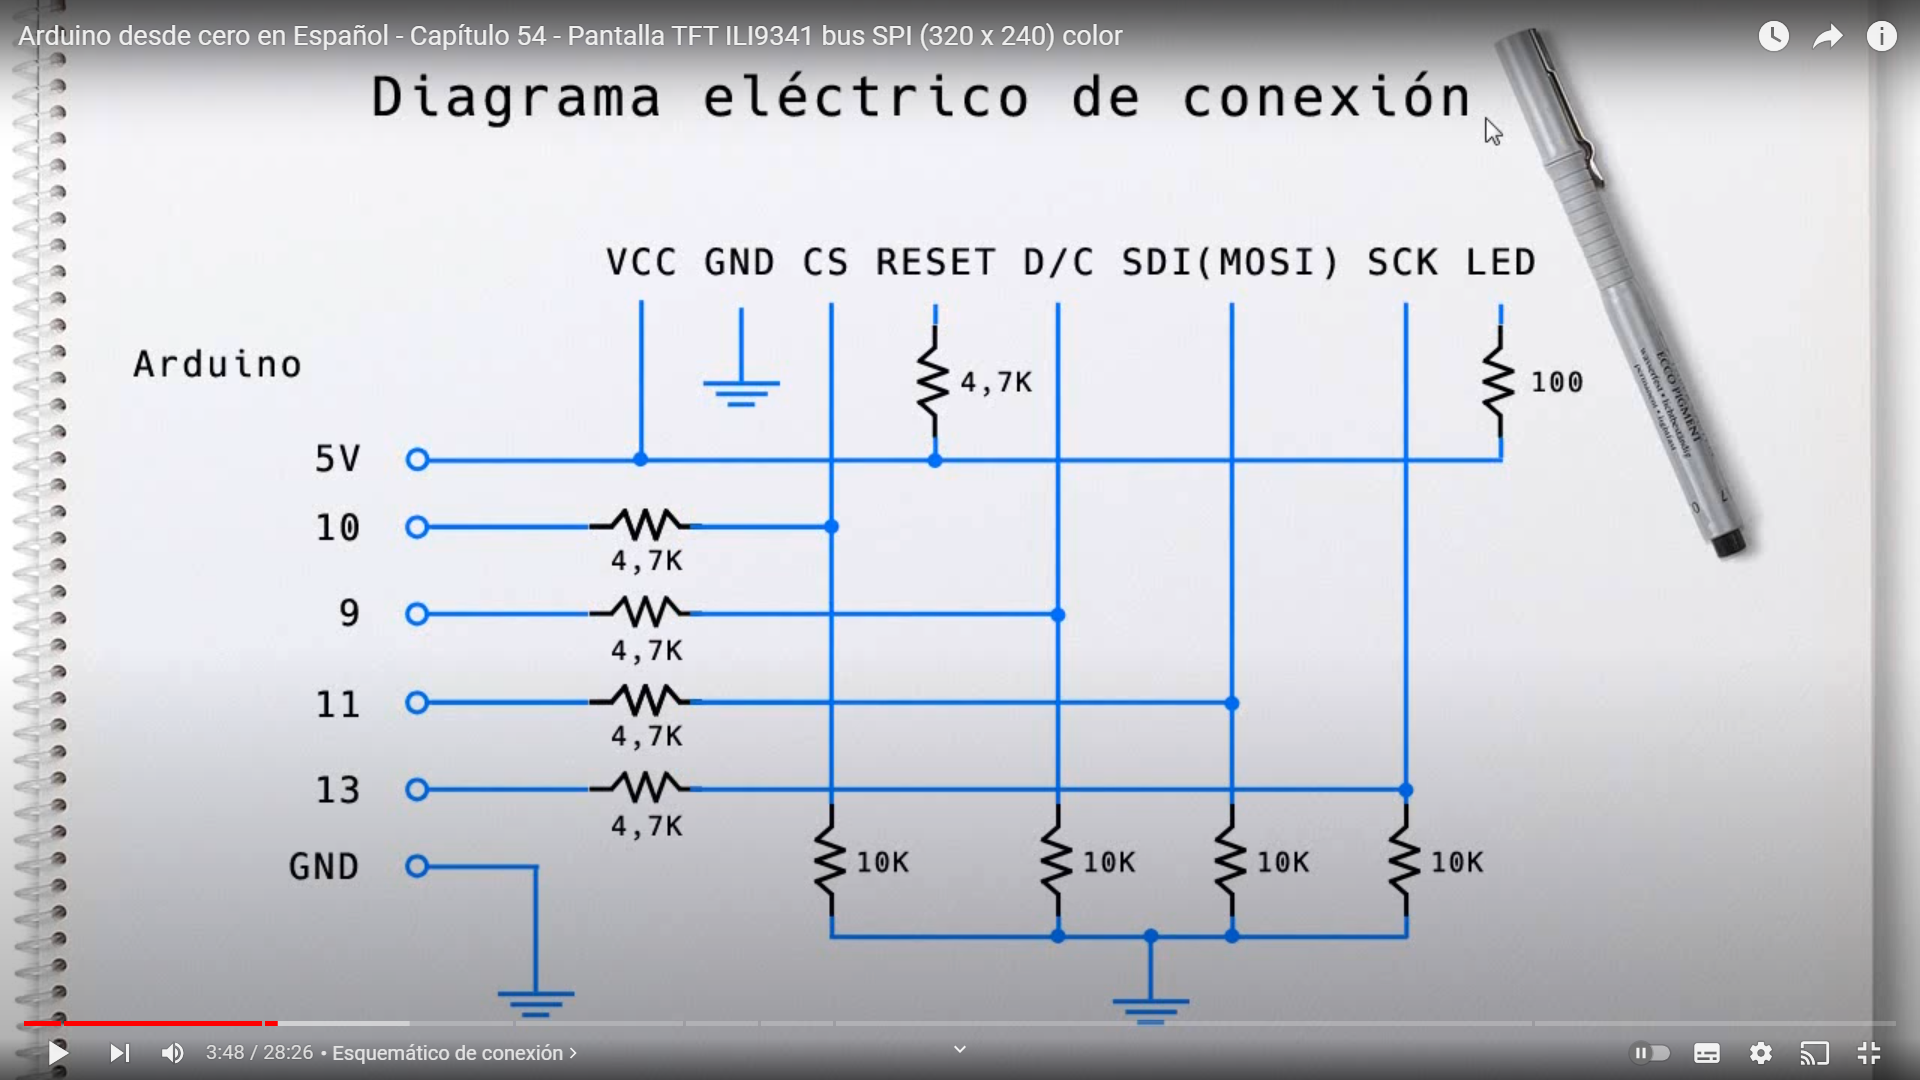 Arduino desde cero en Español - Capítulo 54 - Pantalla TFT ILI9341 bus SPI (320 x 240) color
Diagrama eléctrico de conexión
VCC GND CS RESET D/C SDI(MOSI) SCK LED
Arduino
4,7K
100
5V
10
4,7K
9
4,7K
11
4,7K
13
4,7K
GND
10K
10K
10K
10K
ECCO PIGMENT
permanent • lightfast
3:48 / 28:26 • Esquemático de conexión